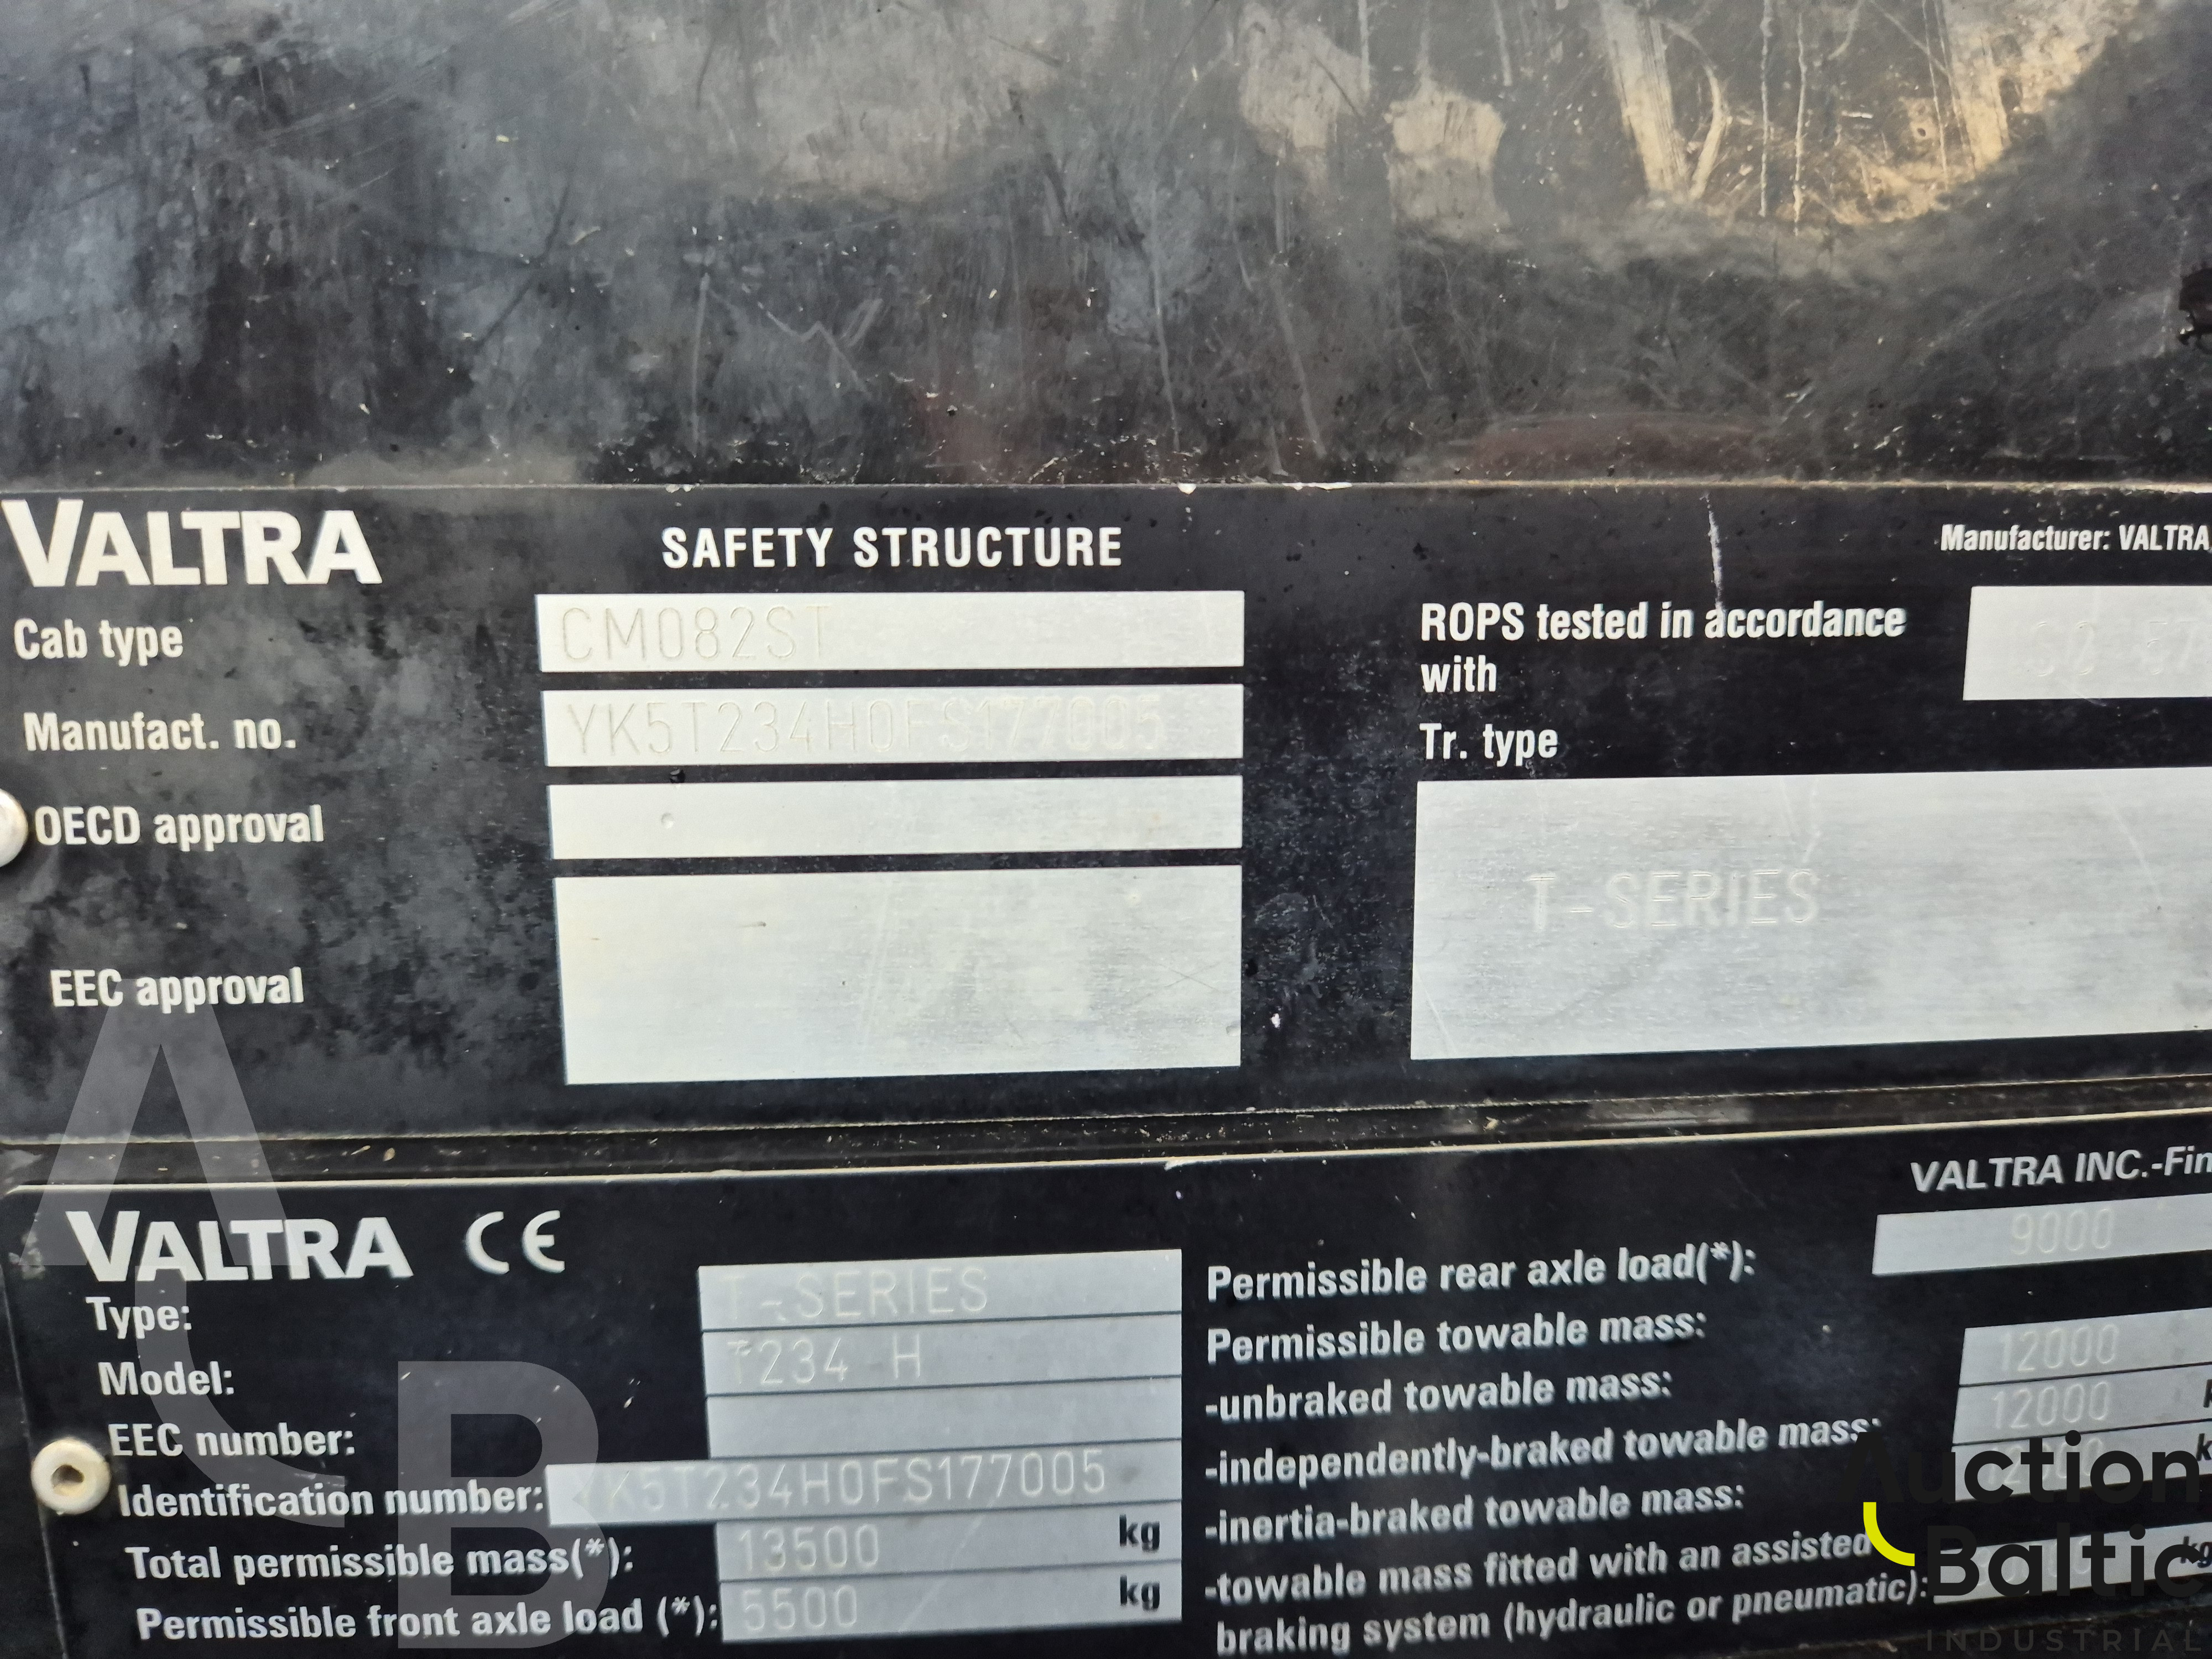 VALTRA
SAFETY STRUCTURE
Manufacturer: VALTRA
Cab type CM082ST
ROPS tested in accordance
with
Manufact. no. YK5T234H0FS177005
Tr. type
OECD approval
T-SERIES
EEC approval
VALTRA CE
VALTRA INC.-Fin
Type: T-SERIES
Model: T234 H
EEC number:
Identification number: YK5T234H0FS177005
Total permissible mass(*): 13500 kg
Permissible front axle load (*): 5500 kg
Permissible rear axle load(*): 9000
Permissible towable mass:
-unbraked towable mass: 12000
-independently-braked towable mass: 12000
-inertia-braked towable mass:
-towable mass fitted with an assisted
braking system (hydraulic or pneumatic): kg
ACB
Auction
Baltic
INDUSTRIAL